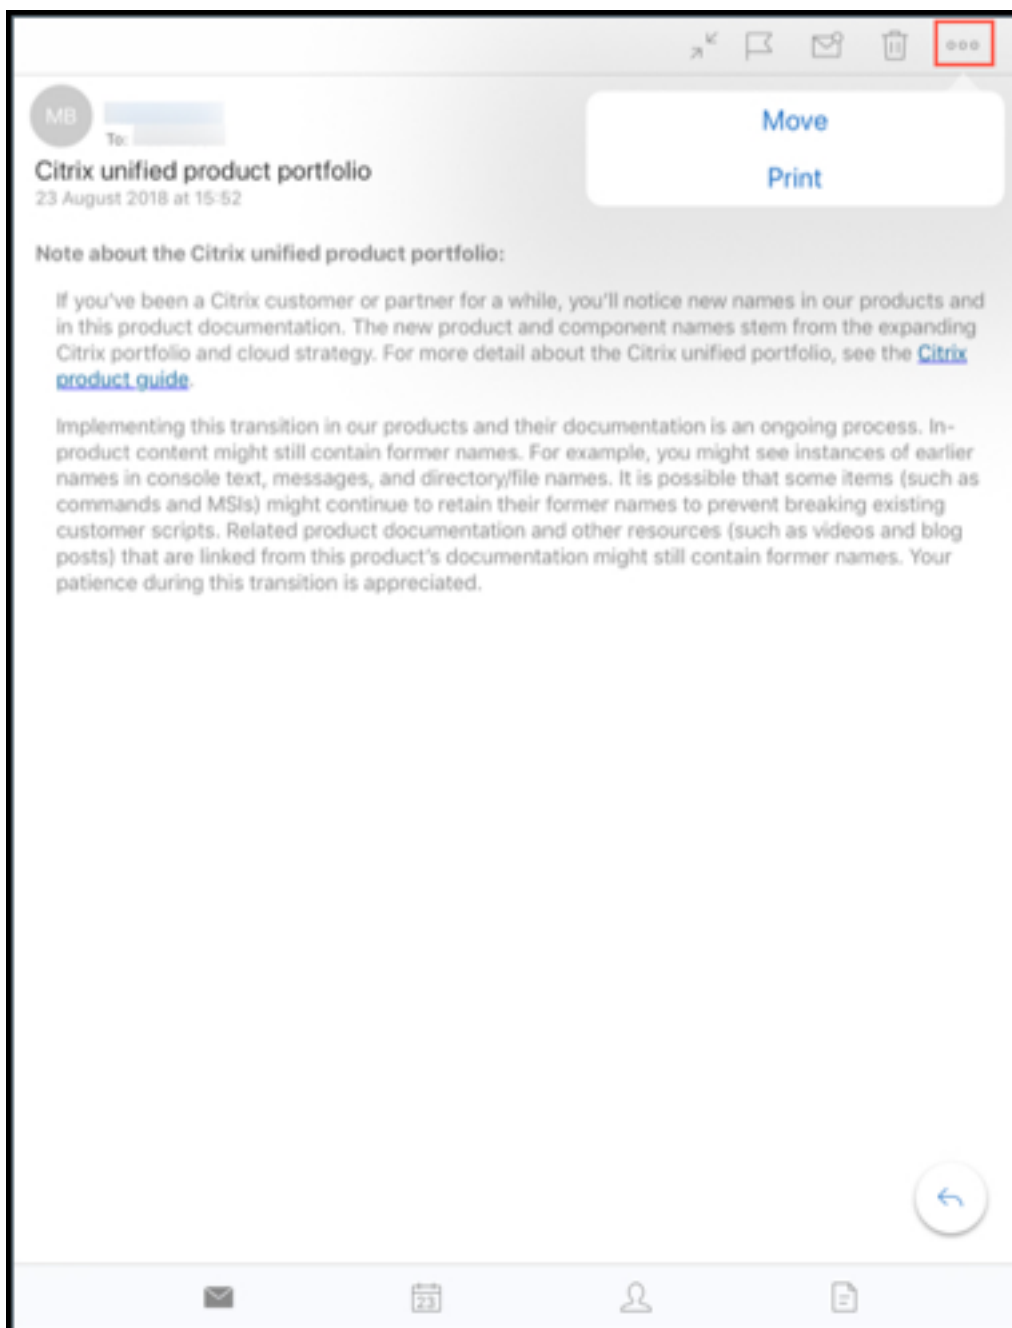 MB
Move
To:
Print
Citrix unified product portfolio
23 August 2018 at 15:52
Note about the Citrix unified product portfolio:
If you've been a Citrix customer or partner for a while, you'll notice new names in our products and
in this product documentation. The new product and component names stem from the expanding
Citrix portfolio and cloud strategy. For more detail about the Citrix unified portfolio, see the Citrix
product guide.
Implementing this transition in our products and their documentation is an ongoing process. In-
product content might still contain former names. For example, you might see instances of earlier
names in console text, messages, and directory/file names. It is possible that some items (such as
commands and MSIs) might continue to retain their former names to prevent breaking existing
customer scripts. Related product documentation and other resources (such as videos and blog
posts) that are linked from this product's documentation might still contain former names. Your
patience during this transition is appreciated.
23